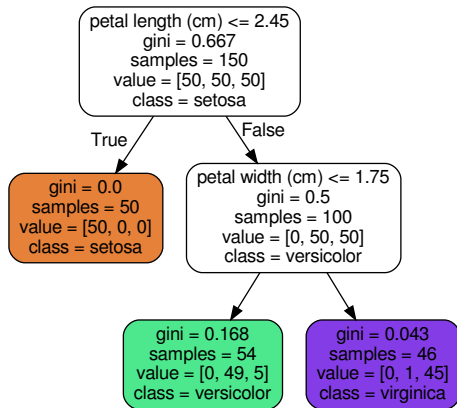 petal length (cm) <= 2.45
gini = 0.667
samples = 150
value = [50, 50, 50]
class = setosa
True
False
gini = 0.0
samples = 50
value = [50, 0, 0]
class = setosa
petal width (cm) <= 1.75
gini = 0.5
samples = 100
value = [0, 50, 50]
class = versicolor
gini = 0.168
samples = 54
value = [0, 49, 5]
class = versicolor
gini = 0.043
samples = 46
value = [0, 1, 45]
class = virginica